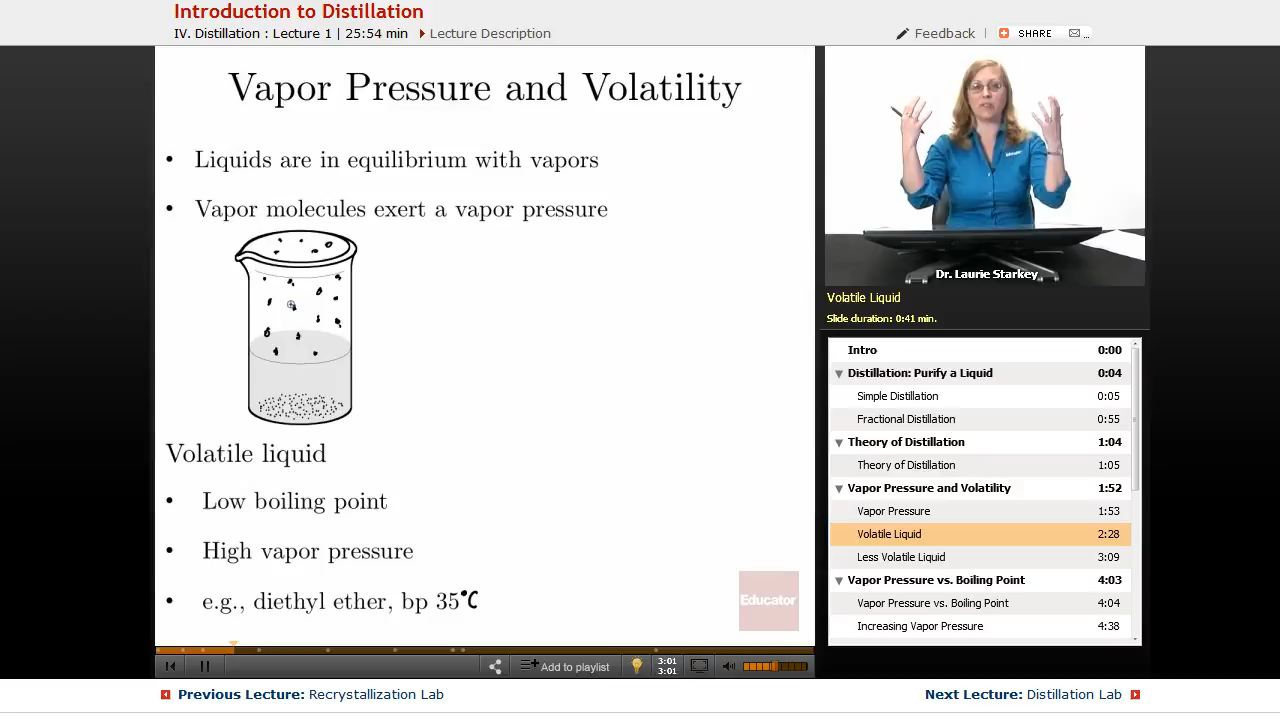 Introduction to Distillation
IV. Distillation : Lecture 1 | 25:54 min Lecture Description
Feedback | SHARE
Vapor Pressure and Volatility
• Liquids are in equilibrium with vapors
• Vapor molecules exert a vapor pressure
Volatile liquid
• Low boiling point
• High vapor pressure
• e.g., diethyl ether, bp 35°C
Educator
Dr. Laurie Starkey
Volatile Liquid
Slide duration: 0:41 min.
Intro 0:00
Distillation: Purify a Liquid 0:04
Simple Distillation 0:05
Fractional Distillation 0:55
Theory of Distillation 1:04
Theory of Distillation 1:05
Vapor Pressure and Volatility 1:52
Vapor Pressure 1:53
Volatile Liquid 2:28
Less Volatile Liquid 3:09
Vapor Pressure vs. Boiling Point 4:03
Vapor Pressure vs. Boiling Point 4:04
Increasing Vapor Pressure 4:38
Add to playlist
3:01
3:01
Previous Lecture: Recrystallization Lab
Next Lecture: Distillation Lab